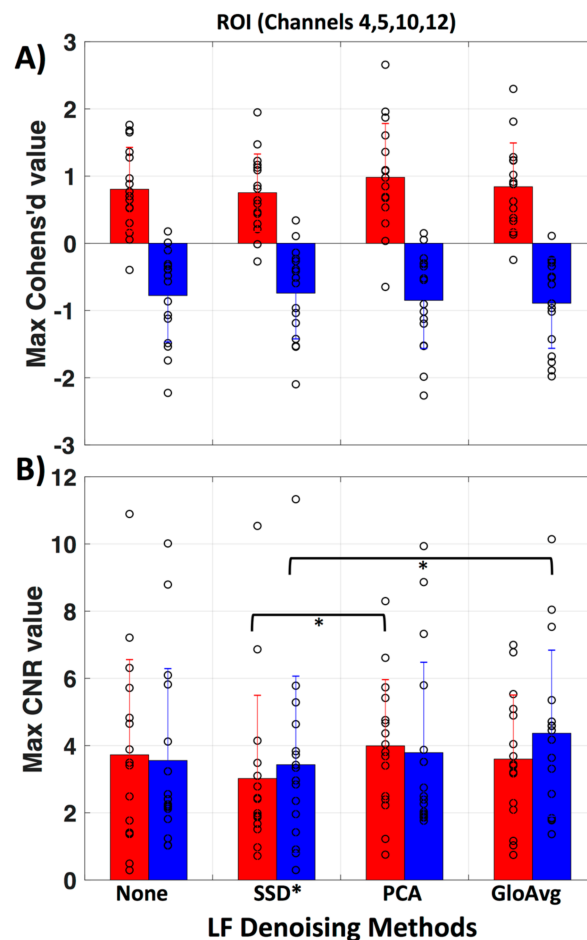 ROI (Channels 4,5,10,12)
A)
Max Cohens'd value
3
2
1
0
-1
-2
-3
B)
Max CNR value
12
10
8
6
4
2
0
*
*
None SSD* PCA GloAvg
LF Denoising Methods